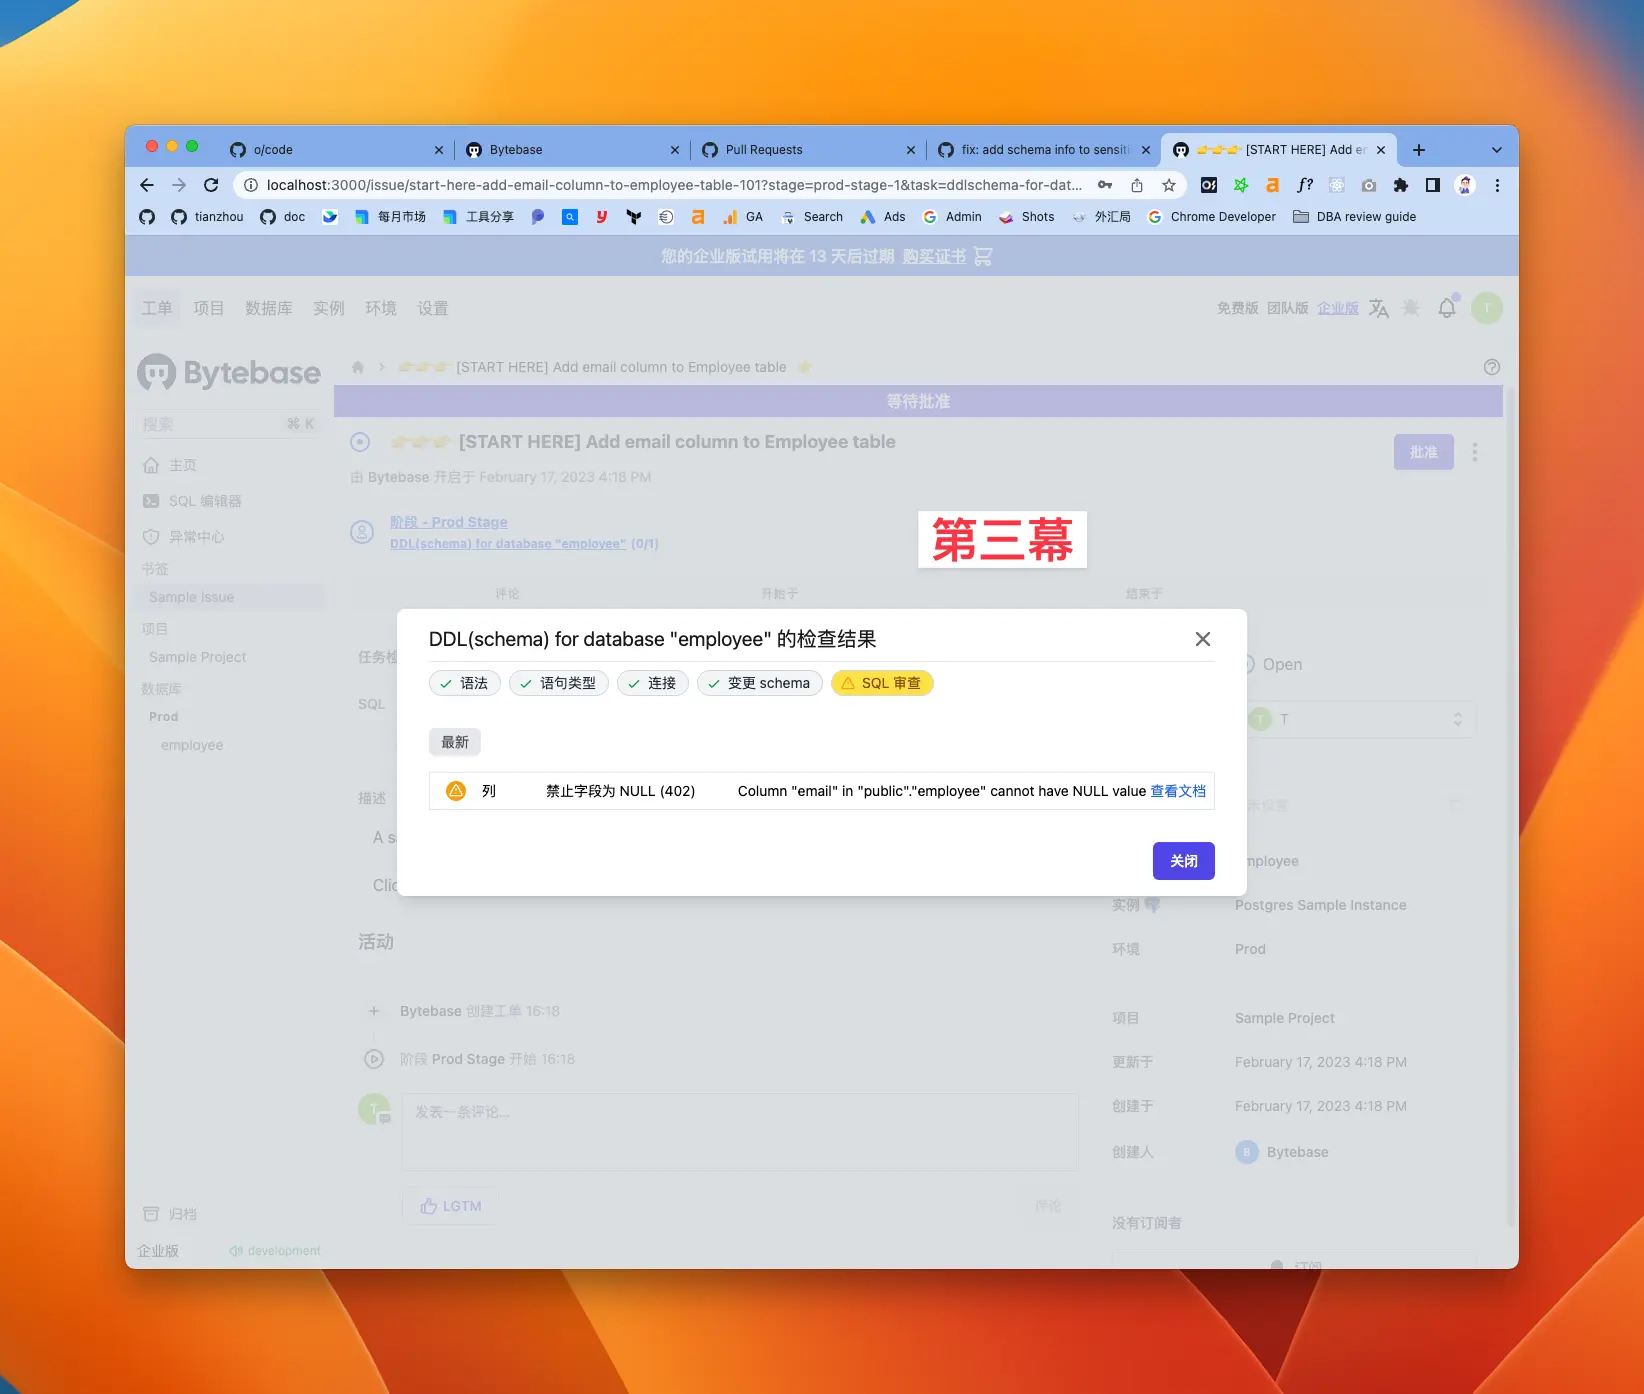 o/code
Bytebase
Pull Requests
fix: add schema info to sensiti
👉👉👉 [START HERE] Add e
localhost:3000/issue/start-here-add-email-column-to-employee-table-101?stage=prod-stage-1&task=ddlschema-for-dat...
tianzhou
doc
每月市场
工具分享
GA
Search
Ads
Admin
Shots
外汇局
Chrome Developer
DBA review guide
您的企业版试用将在 13 天后过期 购买证书
工单 项目 数据库 实例 环境 设置
免费版 团队版 企业版
T
Bytebase
👉👉👉 [START HERE] Add email column to Employee table
等待批准
搜索 ⌘ K
👉👉👉 [START HERE] Add email column to Employee table
批准
由 Bytebase 开启于 February 17, 2023 4:18 PM
主页
SQL 编辑器
异常中心
书签
Sample Issue
项目
Sample Project
数据库
Prod
employee
归档
企业版
development
阶段 - Prod Stage
DDL(schema) for database "employee" (0/1)
第三幕
评论 开始于 结束于
任务检
SQL
描述
A s
Clic
DDL(schema) for database "employee" 的检查结果
语法
语句类型
连接
变更 schema
SQL 审查
最新
列 禁止字段为 NULL (402) Column "email" in "public"."employee" cannot have NULL value 查看文档
关闭
Open
T T
mployee
实例 Postgres Sample Instance
环境 Prod
项目 Sample Project
更新于 February 17, 2023 4:18 PM
创建于 February 17, 2023 4:18 PM
创建人 B Bytebase
没有订阅者
订阅
活动
Bytebase 创建工单 16:18
阶段 Prod Stage 开始 16:18
T
发表一条评论...
LGTM
评论